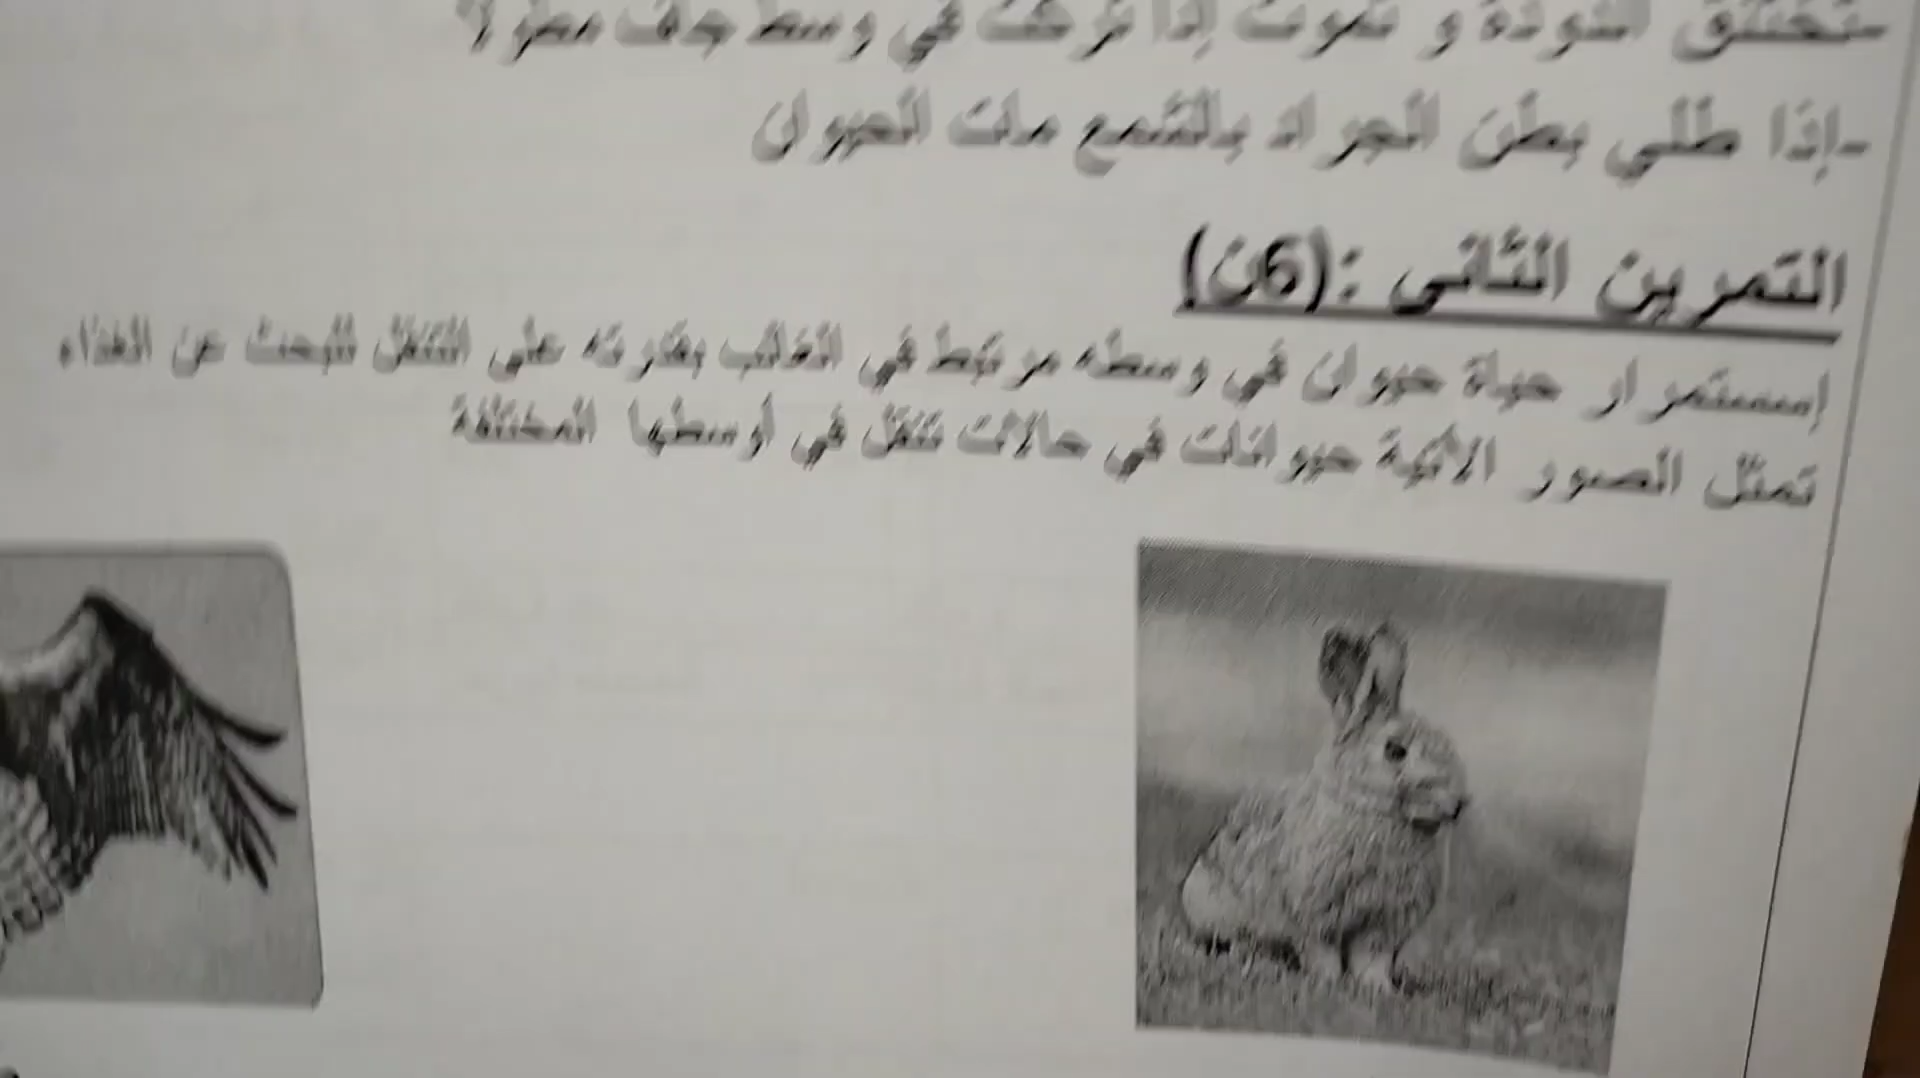 -تختنق الدودة و تموت إذا تركت في وسط جاف مطولا
-إذا طلي بطن الجراد بالشمع مات الحيوان
التمرين الثاني :(6ن)
إستمرار حياة حيوان في وسطه مرتبط في الغالب بقدرته على التنقل للبحث عن الغذاء
تمثل الصور الأتية حيوانات في حالات تنقل في أوسطها المختلفة